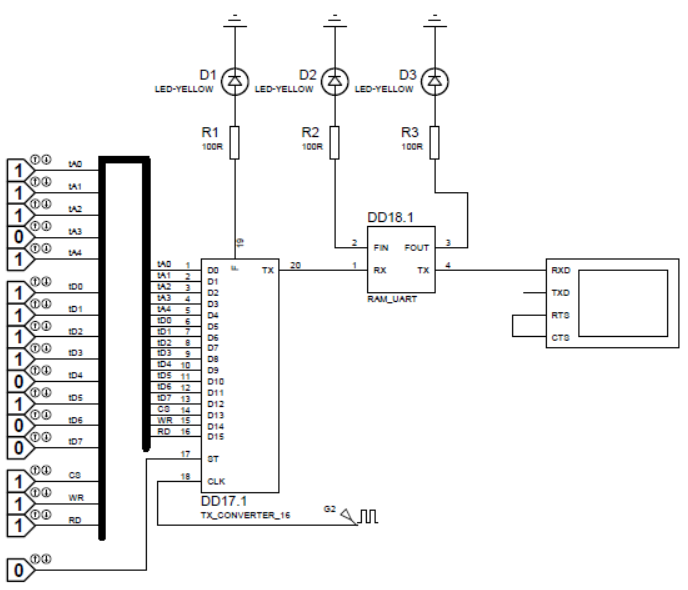 D1
LED-YELLOW
D2
LED-YELLOW
D3
LED-YELLOW
R1
100R
R2
100R
R3
100R
1 tA0
1 tA1
1 tA2
0 tA3
1 tA4
1 tD0
1 tD1
1 tD2
1 tD3
0 tD4
1 tD5
0 tD6
0 tD7
1 CS
1 WR
1 RD
0
19
F
TX 20
tA0 1 D0
tA1 2 D1
tA2 3 D2
tA3 4 D3
tA4 5 D4
tD0 6 D5
tD1 7 D6
tD2 8 D7
tD3 9 D8
tD4 10 D9
tD5 11 D10
tD6 12 D11
tD7 13 D12
CS 14 D13
WR 15 D14
RD 16 D15
17 ST
18 CLK
DD17.1
TX_CONVERTER_16
G2
DD18.1
2 FIN FOUT 3
1 RX TX 4
RAM_UART
RXD
TXD
RTS
CTS